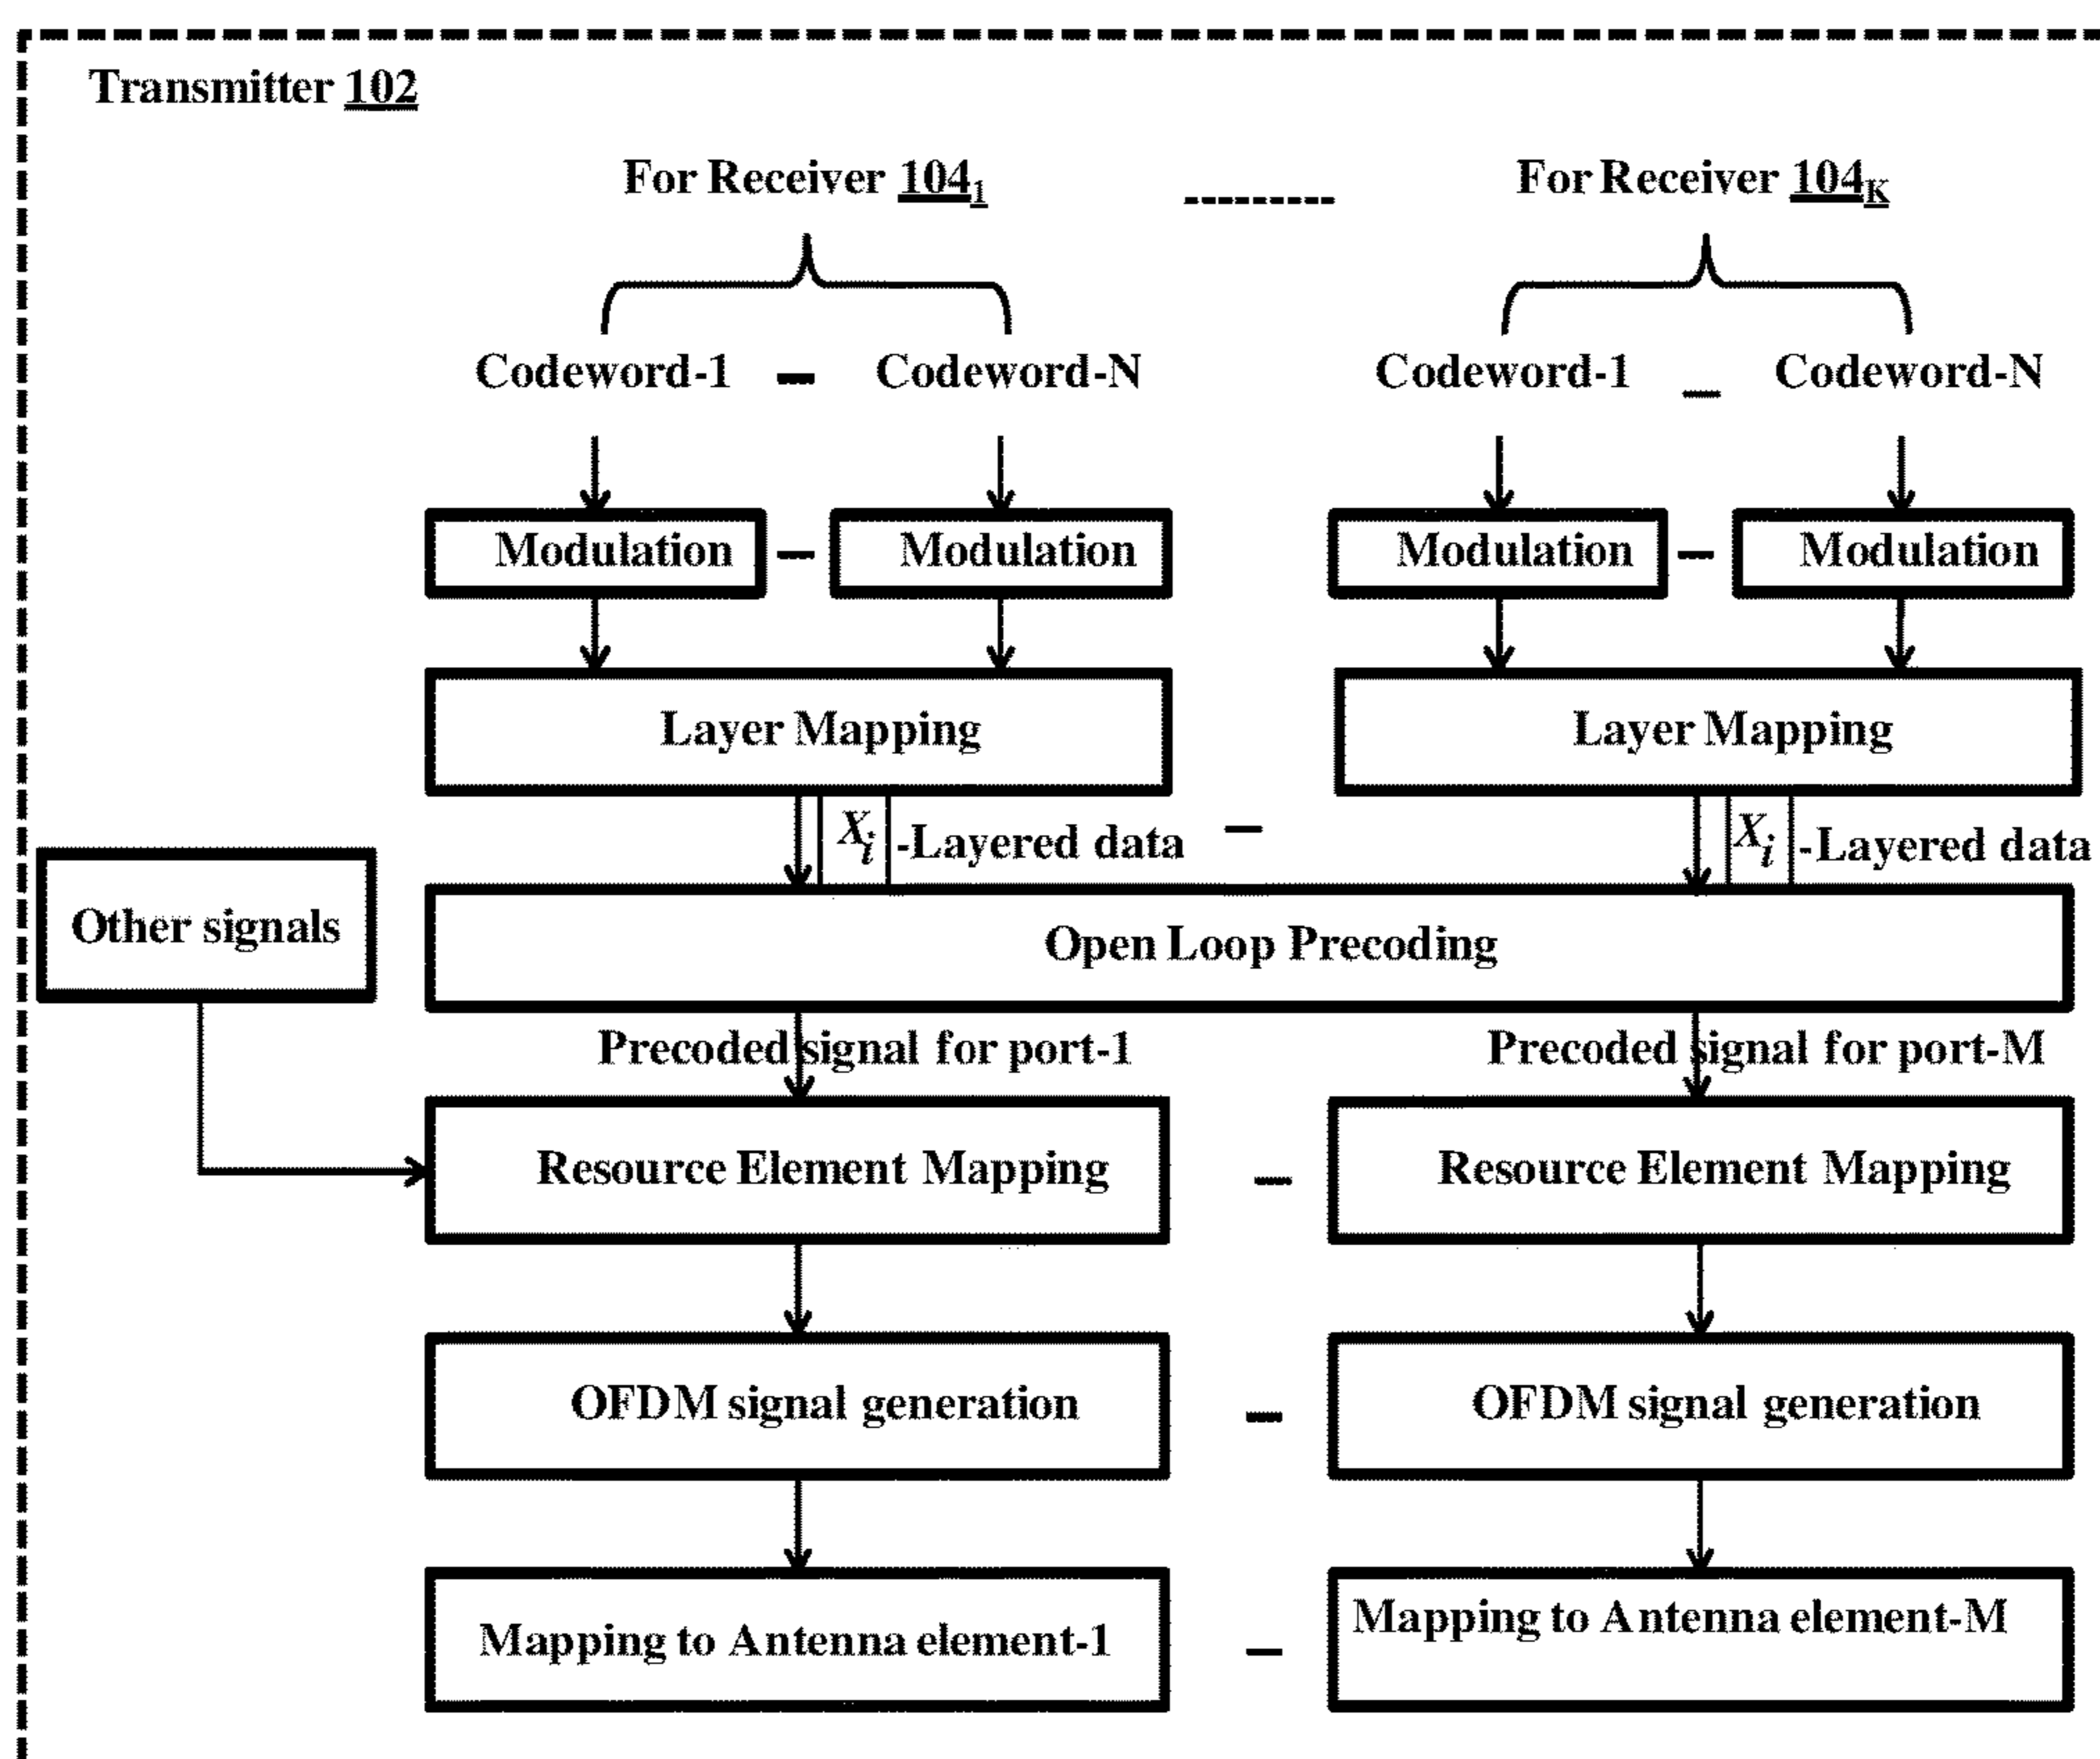 Transmitter 102
For Receiver 104₁ --------- For Receiver 104_K
Codeword-1 – Codeword-N Codeword-1 – Codeword-N
Modulation – Modulation Modulation – Modulation
Layer Mapping Layer Mapping
X_i -Layered data – X_i -Layered data
Other signals
Open Loop Precoding
Precoded signal for port-1 Precoded signal for port-M
Resource Element Mapping – Resource Element Mapping
OFDM signal generation – OFDM signal generation
Mapping to Antenna element-1 – Mapping to Antenna element-M